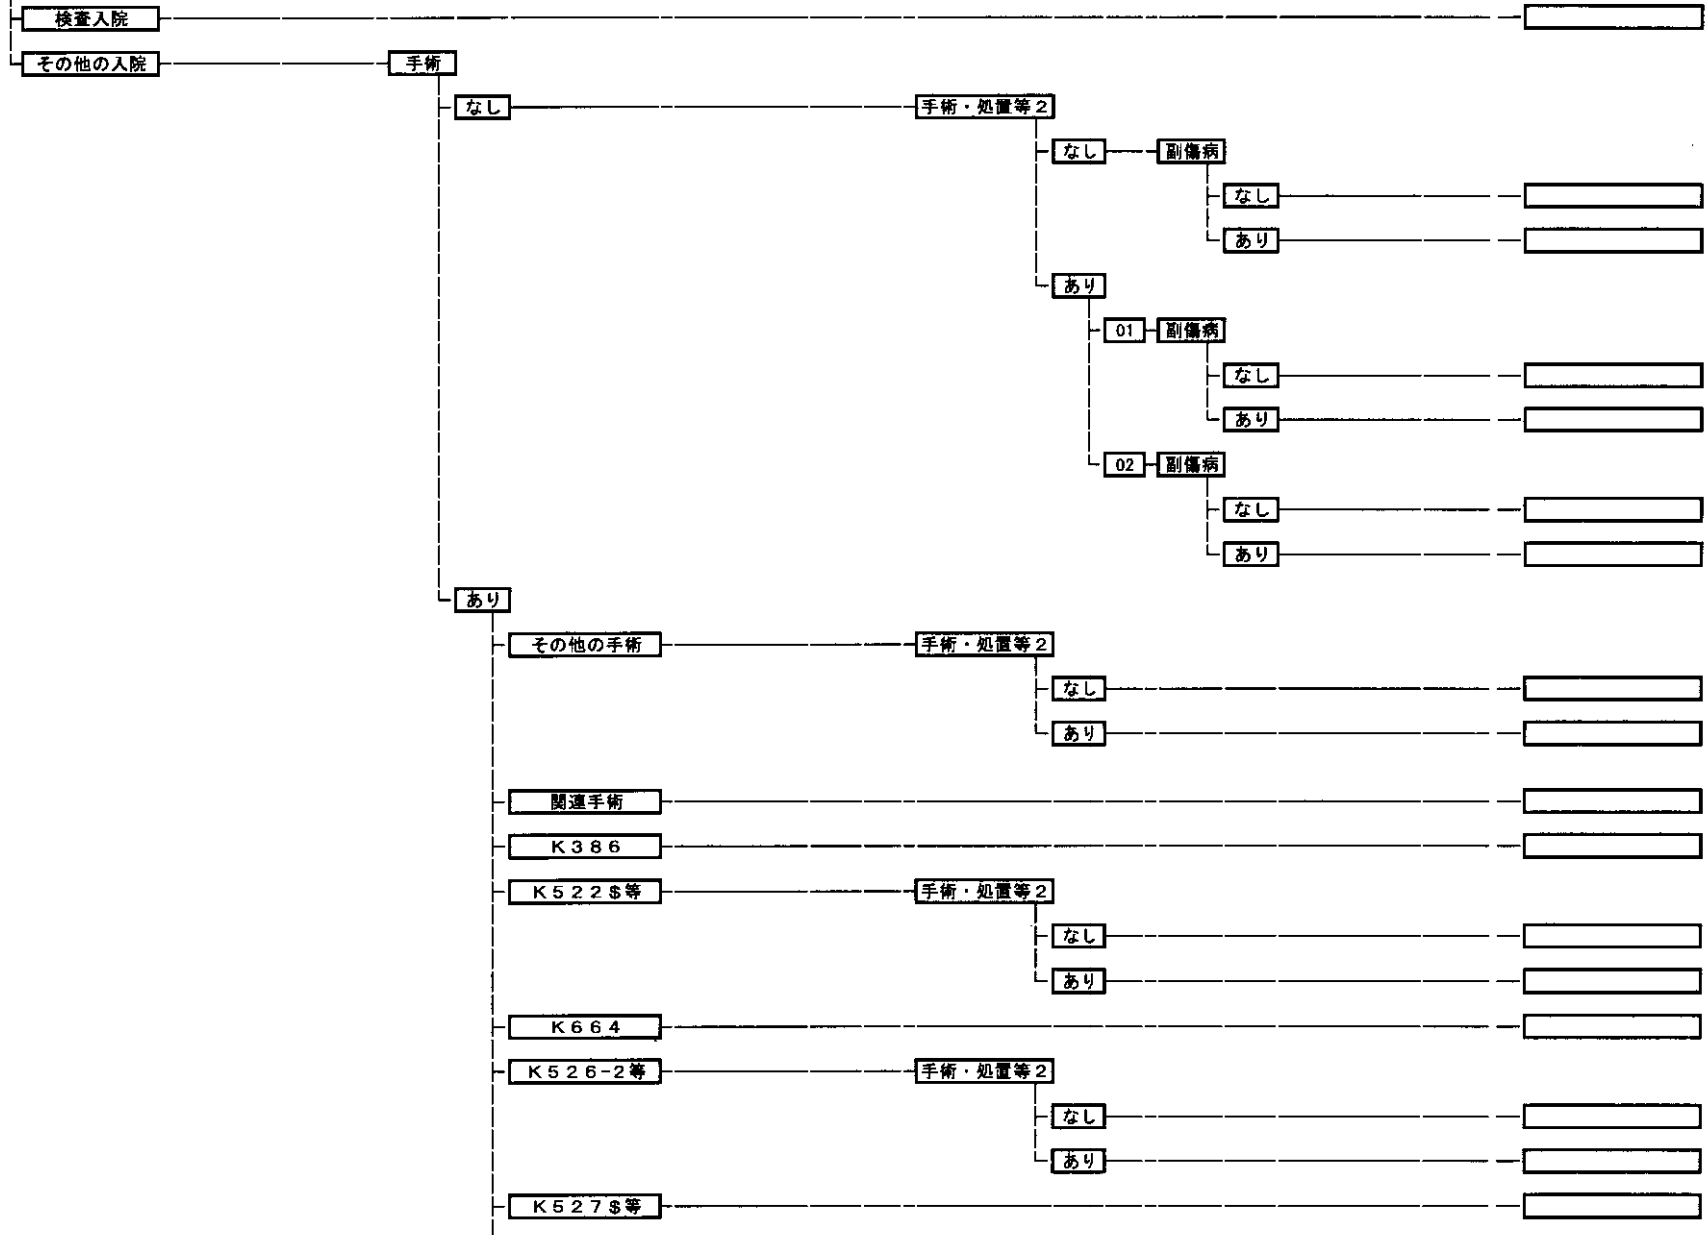 検査入院
その他の入院 手術
なし 手術・処置等2
なし 副傷病
なし
あり
あり
01 副傷病
なし
あり
02 副傷病
なし
あり
あり
その他の手術 手術・処置等2
なし
あり
関連手術
K386
K522$等 手術・処置等2
なし
あり
K664
K526-2等 手術・処置等2
なし
あり
K527$等